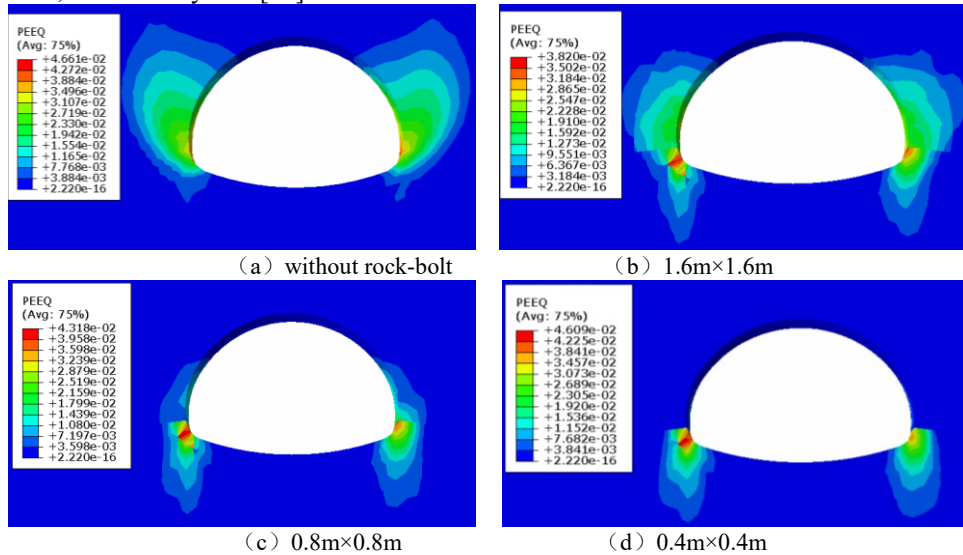 PEEQ
(Avg: 75%)
+4.661e-02
+4.272e-02
+3.884e-02
+3.496e-02
+3.107e-02
+2.719e-02
+2.330e-02
+1.942e-02
+1.554e-02
+1.165e-02
+7.768e-03
+3.884e-03
+2.220e-16
PEEQ
(Avg: 75%)
+3.820e-02
+3.502e-02
+3.184e-02
+2.865e-02
+2.547e-02
+2.228e-02
+1.910e-02
+1.592e-02
+1.273e-02
+9.551e-03
+6.367e-03
+3.184e-03
+2.220e-16
(a) without rock-bolt
(b) 1.6m×1.6m
PEEQ
(Avg: 75%)
+4.318e-02
+3.958e-02
+3.598e-02
+3.239e-02
+2.879e-02
+2.519e-02
+2.159e-02
+1.799e-02
+1.439e-02
+1.080e-02
+7.197e-03
+3.598e-03
+2.220e-16
PEEQ
(Avg: 75%)
+4.609e-02
+4.225e-02
+3.841e-02
+3.457e-02
+3.073e-02
+2.689e-02
+2.305e-02
+1.920e-02
+1.536e-02
+1.152e-02
+7.682e-03
+3.841e-03
+2.220e-16
(c) 0.8m×0.8m
(d) 0.4m×0.4m